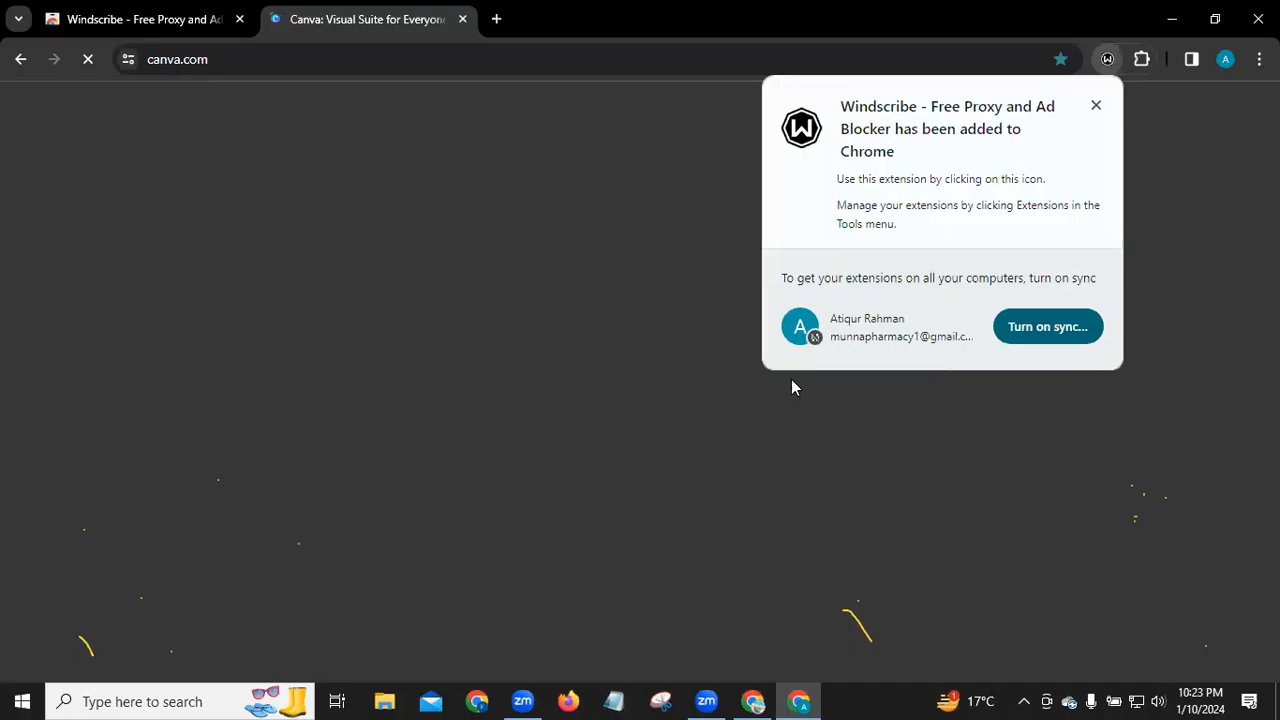 Windscribe - Free Proxy and Ad
Canva: Visual Suite for Everyone
canva.com
A
Windscribe - Free Proxy and Ad
Blocker has been added to
Chrome
Use this extension by clicking on this icon.
Manage your extensions by clicking Extensions in the
Tools menu.
To get your extensions on all your computers, turn on sync
A
Atiqur Rahman
munnapharmacy1@gmail.c...
Turn on sync...
Type here to search
zm
zm
A
1
17°C
10:23 PM
1/10/2024